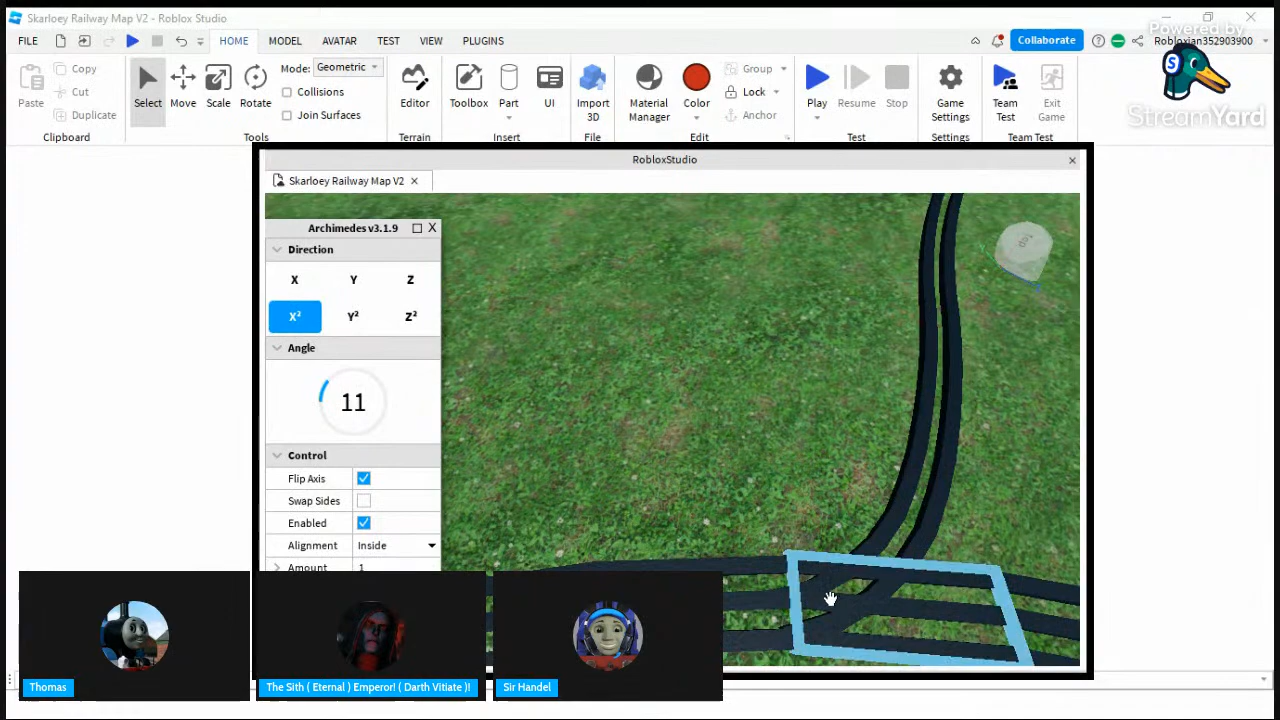 Skarloey Railway Map V2 - Roblox Studio
Powered by
FILE
HOME
MODEL
AVATAR
TEST
VIEW
PLUGINS
Collaborate
Robloxian352903900
Paste
Copy
Cut
Duplicate
Clipboard
Select
Move
Scale
Rotate
Mode:
Geometric
Collisions
Join Surfaces
Tools
Editor
Terrain
Toolbox
Part
UI
Insert
Import
3D
File
Material
Manager
Color
Group
Lock
Anchor
Edit
Play
Resume
Stop
Test
Game
Settings
Settings
Team
Test
Exit
Game
Team Test
S
StreamYard
RobloxStudio
Skarloey Railway Map V2
Archimedes v3.1.9
X
Direction
X
Y
Z
X²
Y²
Z²
Angle
11
Control
Flip Axis
Swap Sides
Enabled
Alignment
Inside
Amount
1
Thomas
The Sith ( Eternal ) Emperor! ( Darth Vitiate )!
Sir Handel